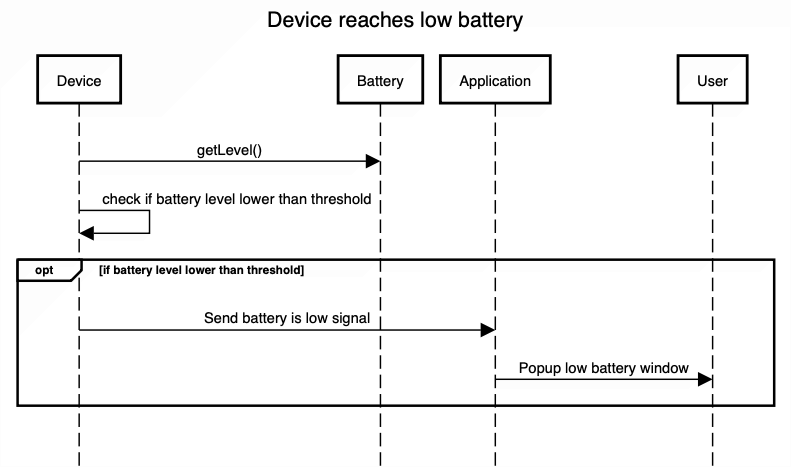 Device reaches low battery
Device
Battery
Application
User
getLevel()
check if battery level lower than threshold
opt
[if battery level lower than threshold]
Send battery is low signal
Popup low battery window